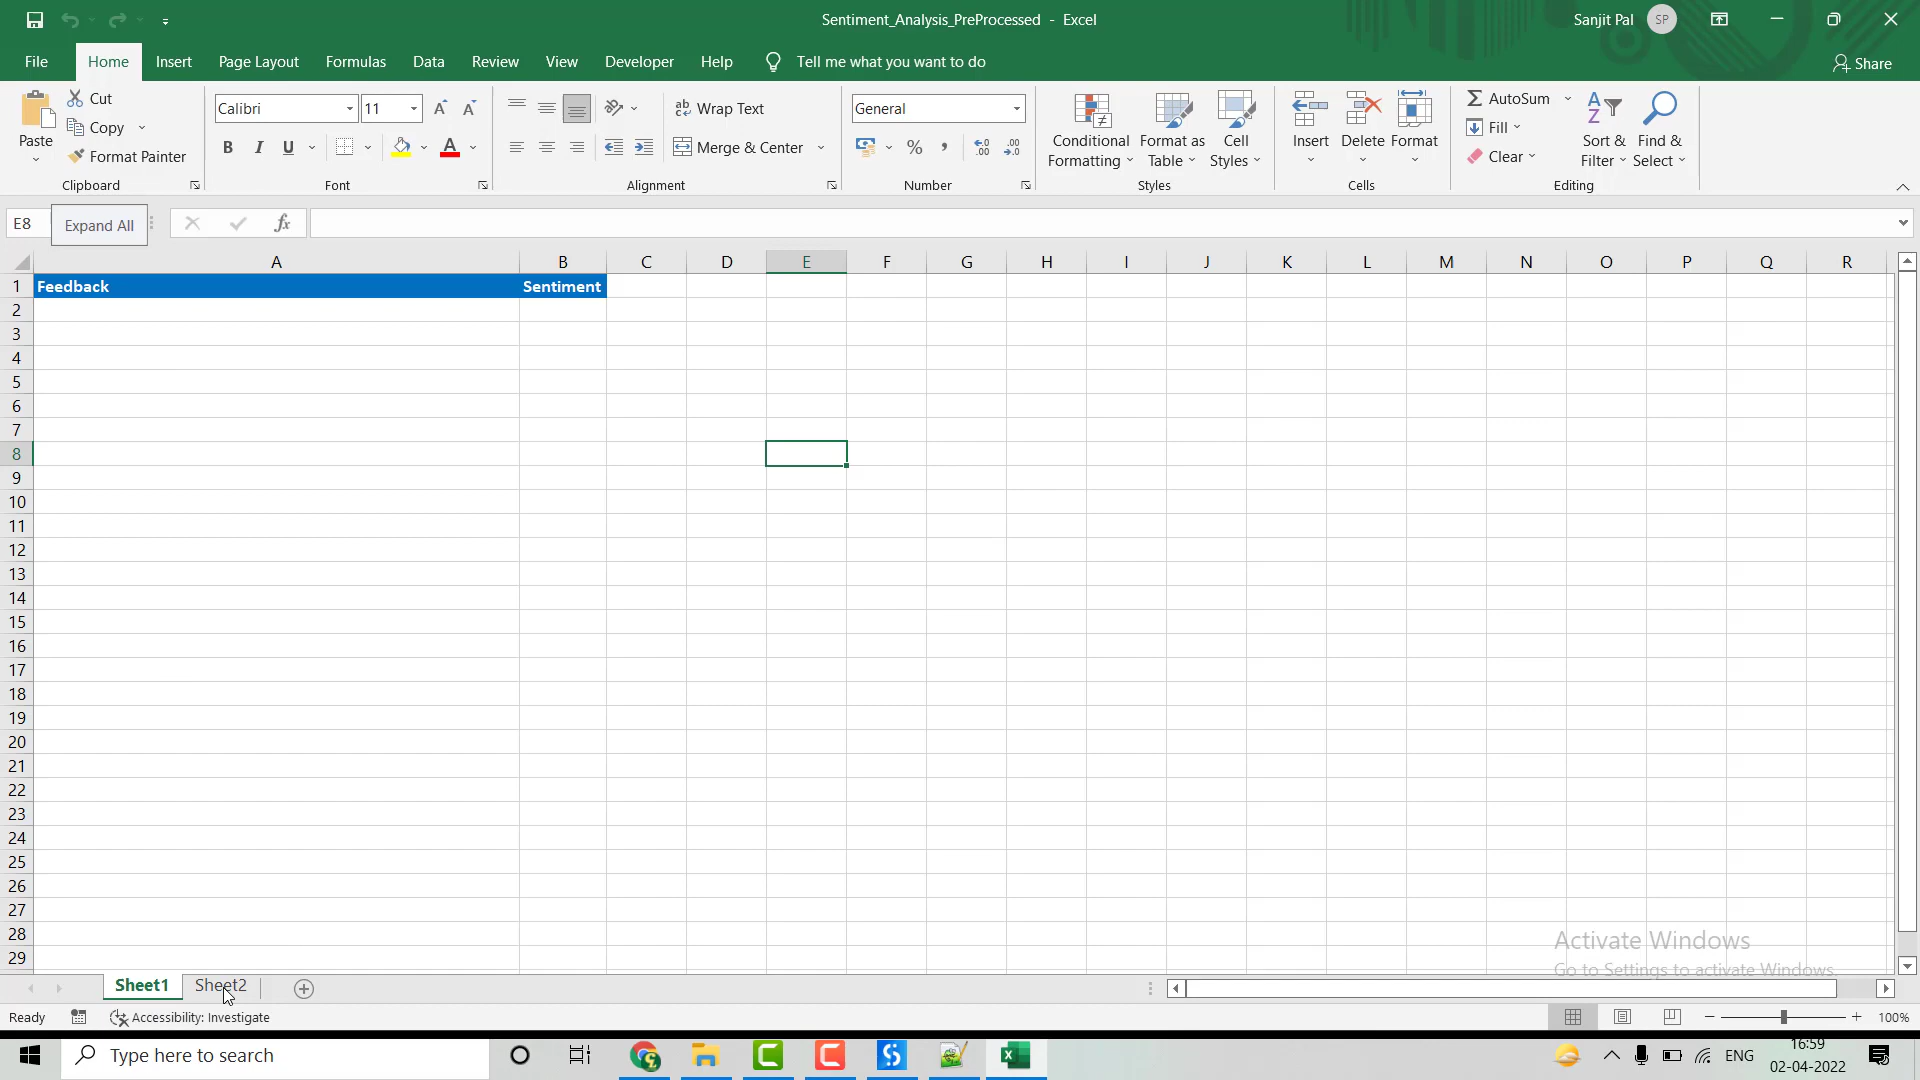 Sentiment_Analysis_PreProcessed - Excel
Sanjit Pal SP
File Home Insert Page Layout Formulas Data Review View Developer Help Tell me what you want to do Share
Paste
Cut
Copy
Format Painter
Clipboard
Calibri 11
B I U A
Font
Wrap Text
Merge & Center
Alignment
General
% ,
Number
Conditional Formatting
Format as Table
Cell Styles
Styles
Insert
Delete
Format
Cells
AutoSum
Fill
Clear
Sort & Filter
Find & Select
Editing
E8
Expand All
fx
A B C D E F G H I J K L M N O P Q R
1 Feedback Sentiment
2
3
4
5
6
7
8
9
10
11
12
13
14
15
16
17
18
19
20
21
22
23
24
25
26
27
28
29
Activate Windows
Go to Settings to activate Windows.
Sheet1 Sheet2
Ready Accessibility: Investigate 100%
Type here to search
ENG
16:59
02-04-2022